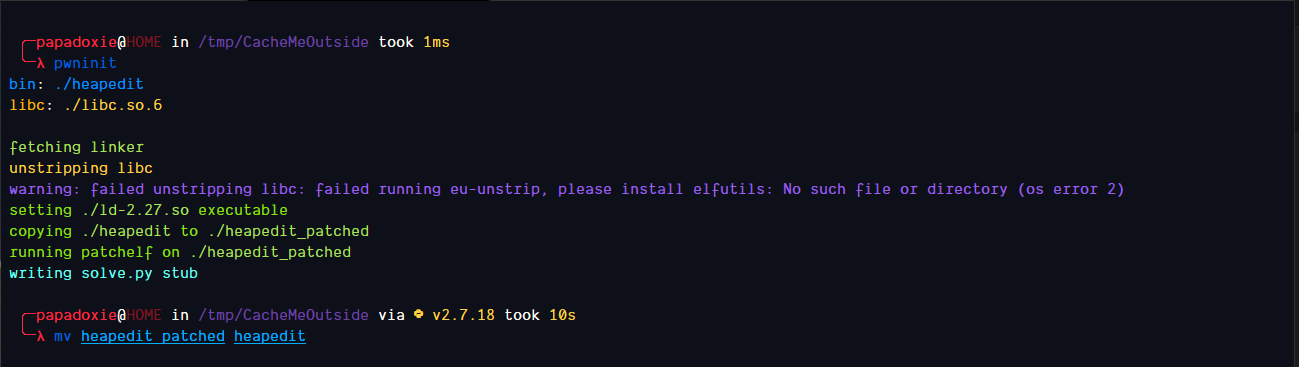 papadoxie@HOME in /tmp/CacheMeOutside took 1ms
λ pwninit
bin: ./heapedit
libc: ./libc.so.6
fetching linker
unstripping libc
warning: failed unstripping libc: failed running eu-unstrip, please install elfutils: No such file or directory (os error 2)
setting ./ld-2.27.so executable
copying ./heapedit to ./heapedit_patched
running patchelf on ./heapedit_patched
writing solve.py stub
papadoxie@HOME in /tmp/CacheMeOutside via v2.7.18 took 10s
λ mv heapedit_patched heapedit